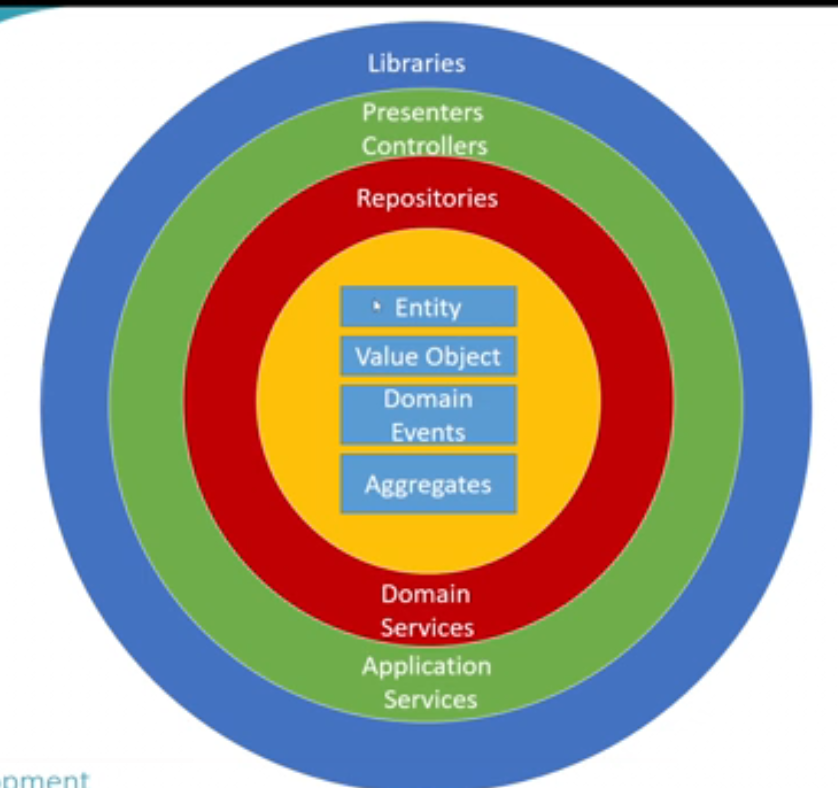 Libraries
Presenters
Controllers
Repositories
Entity
Value Object
Domain
Events
Aggregates
Domain
Services
Application
Services